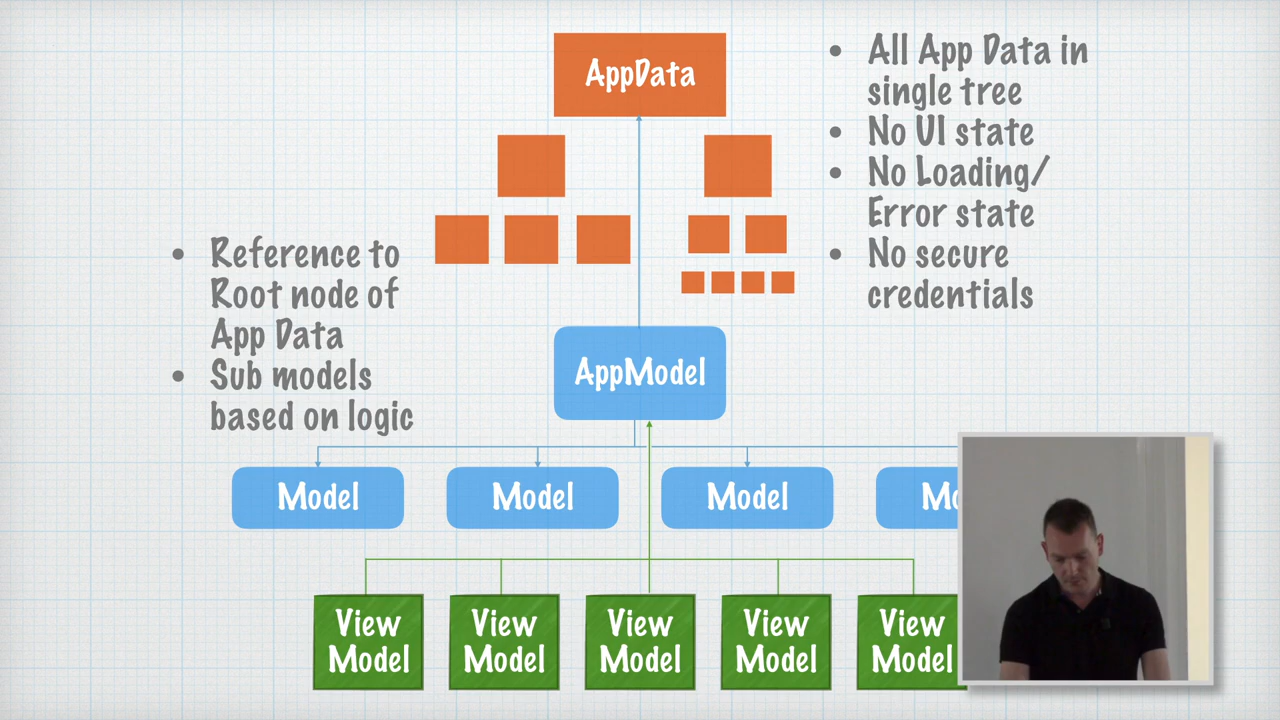 AppData
• All App Data in
single tree
• No UI state
• No Loading/
Error state
• No secure
credentials
• Reference to
Root node of
App Data
• Sub models
based on logic
AppModel
Model
Model
Model
View
Model
View
Model
View
Model
View
Model
View
Model